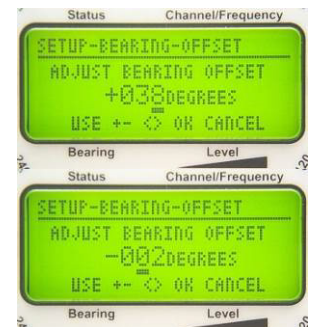 Status Channel/Frequency
SETUP-BEARING-OFFSET
ADJUST BEARING OFFSET
+038DEGREES
USE +- <> OK CANCEL
Bearing Level
Status Channel/Frequency
SETUP-BEARING-OFFSET
ADJUST BEARING OFFSET
-002DEGREES
USE +- <> OK CANCEL
Bearing Level